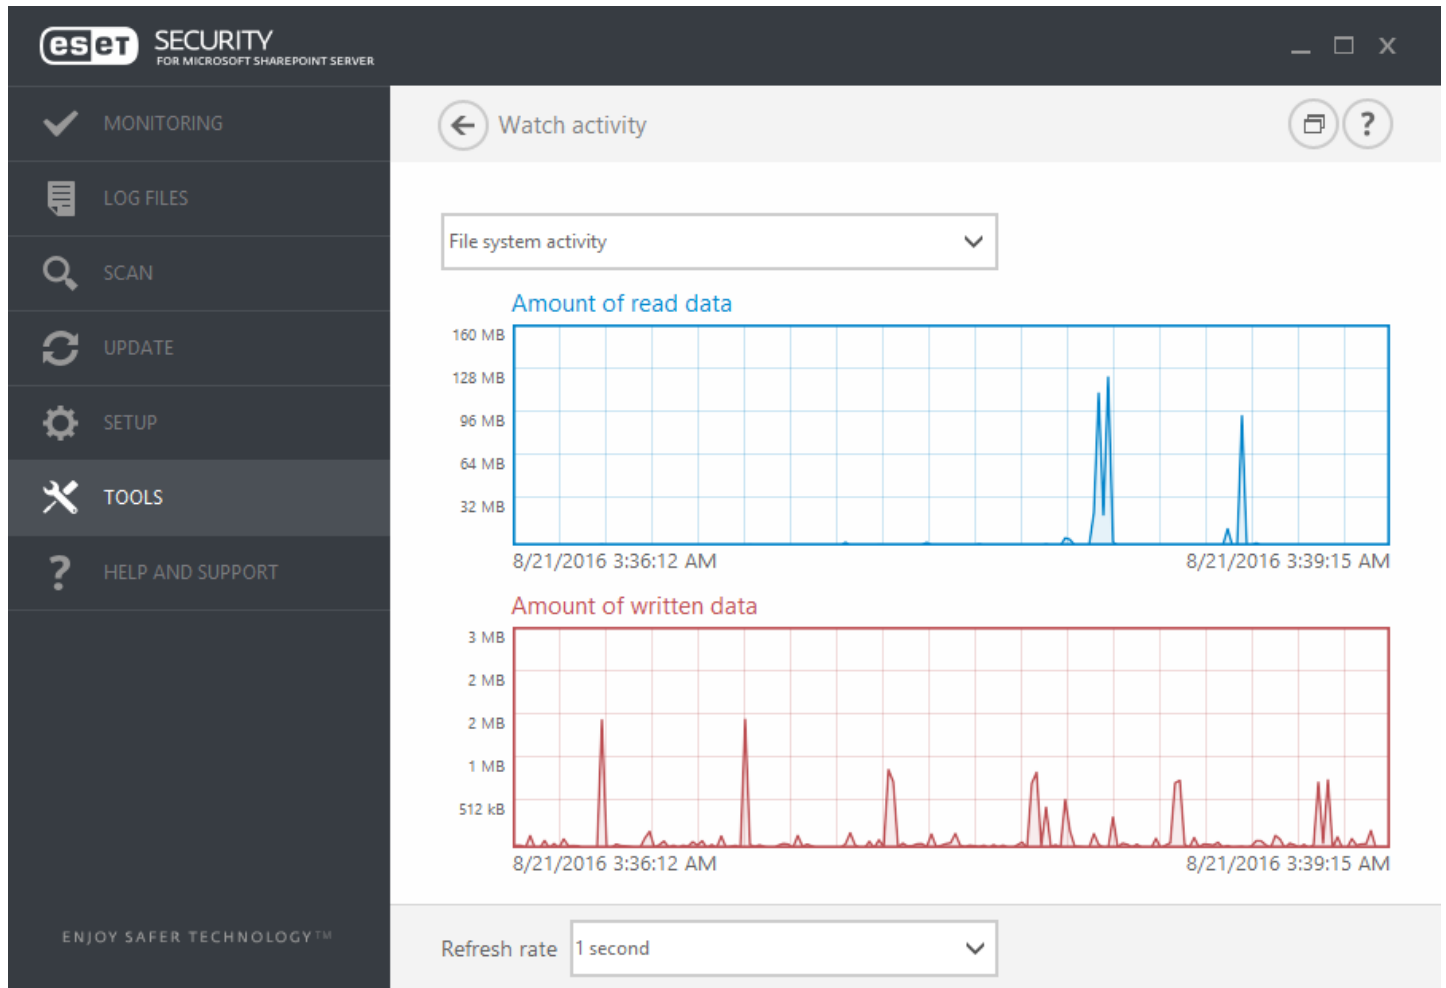 eset SECURITY
FOR MICROSOFT SHAREPOINT SERVER
MONITORING
LOG FILES
SCAN
UPDATE
SETUP
TOOLS
HELP AND SUPPORT
ENJOY SAFER TECHNOLOGY™
Watch activity
?
File system activity
Amount of read data
160 MB
128 MB
96 MB
64 MB
32 MB
8/21/2016 3:36:12 AM 8/21/2016 3:39:15 AM
Amount of written data
3 MB
2 MB
2 MB
1 MB
512 kB
8/21/2016 3:36:12 AM 8/21/2016 3:39:15 AM
Refresh rate 1 second